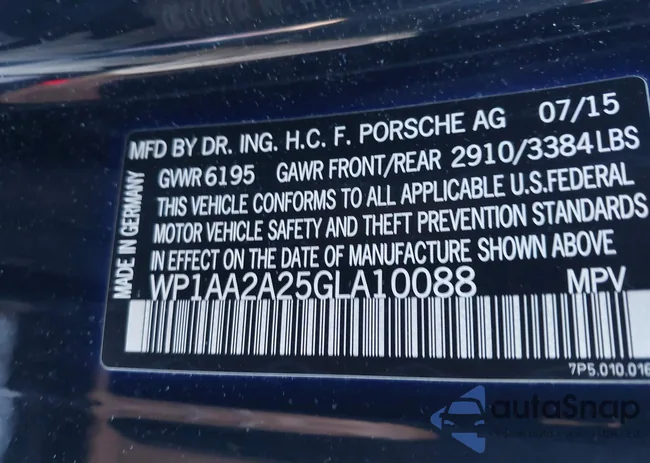 MFD BY DR. ING. H.C. F. PORSCHE AG 07/15
GVWR 6195 GAWR FRONT/REAR 2910/3384 LBS
THIS VEHICLE CONFORMS TO ALL APPLICABLE U.S.FEDERAL
MOTOR VEHICLE SAFETY AND THEFT PREVENTION STANDARDS
IN EFFECT ON THE DATE OF MANUFACTURE SHOWN ABOVE
WP1AA2A25GLA10088 MPV
MADE IN GERMANY
7P5.010.016
autoSnap